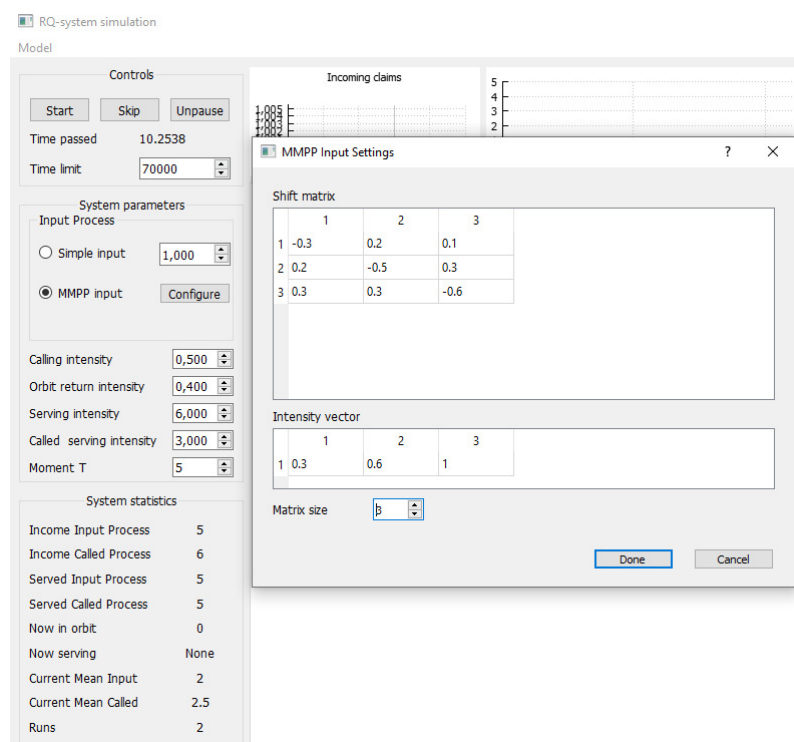 RQ-system simulation
Model
Controls
Start Skip Unpause
Time passed 10.2538
Time limit 70000
System parameters
Input Process
Simple input 1,000
MMPP input Configure
Calling intensity 0,500
Orbit return intensity 0,400
Serving intensity 6,000
Called serving intensity 3,000
Moment T 5
System statistics
Income Input Process 5
Income Called Process 6
Served Input Process 5
Served Called Process 5
Now in orbit 0
Now serving None
Current Mean Input 2
Current Mean Called 2.5
Runs 2
Incoming claims
1,005
1,003
5
4
3
2
MMPP Input Settings ? ×
Shift matrix
1 2 3
1 -0.3 0.2 0.1
2 0.2 -0.5 0.3
3 0.3 0.3 -0.6
Intensity vector
1 2 3
1 0.3 0.6 1
Matrix size 3
Done Cancel